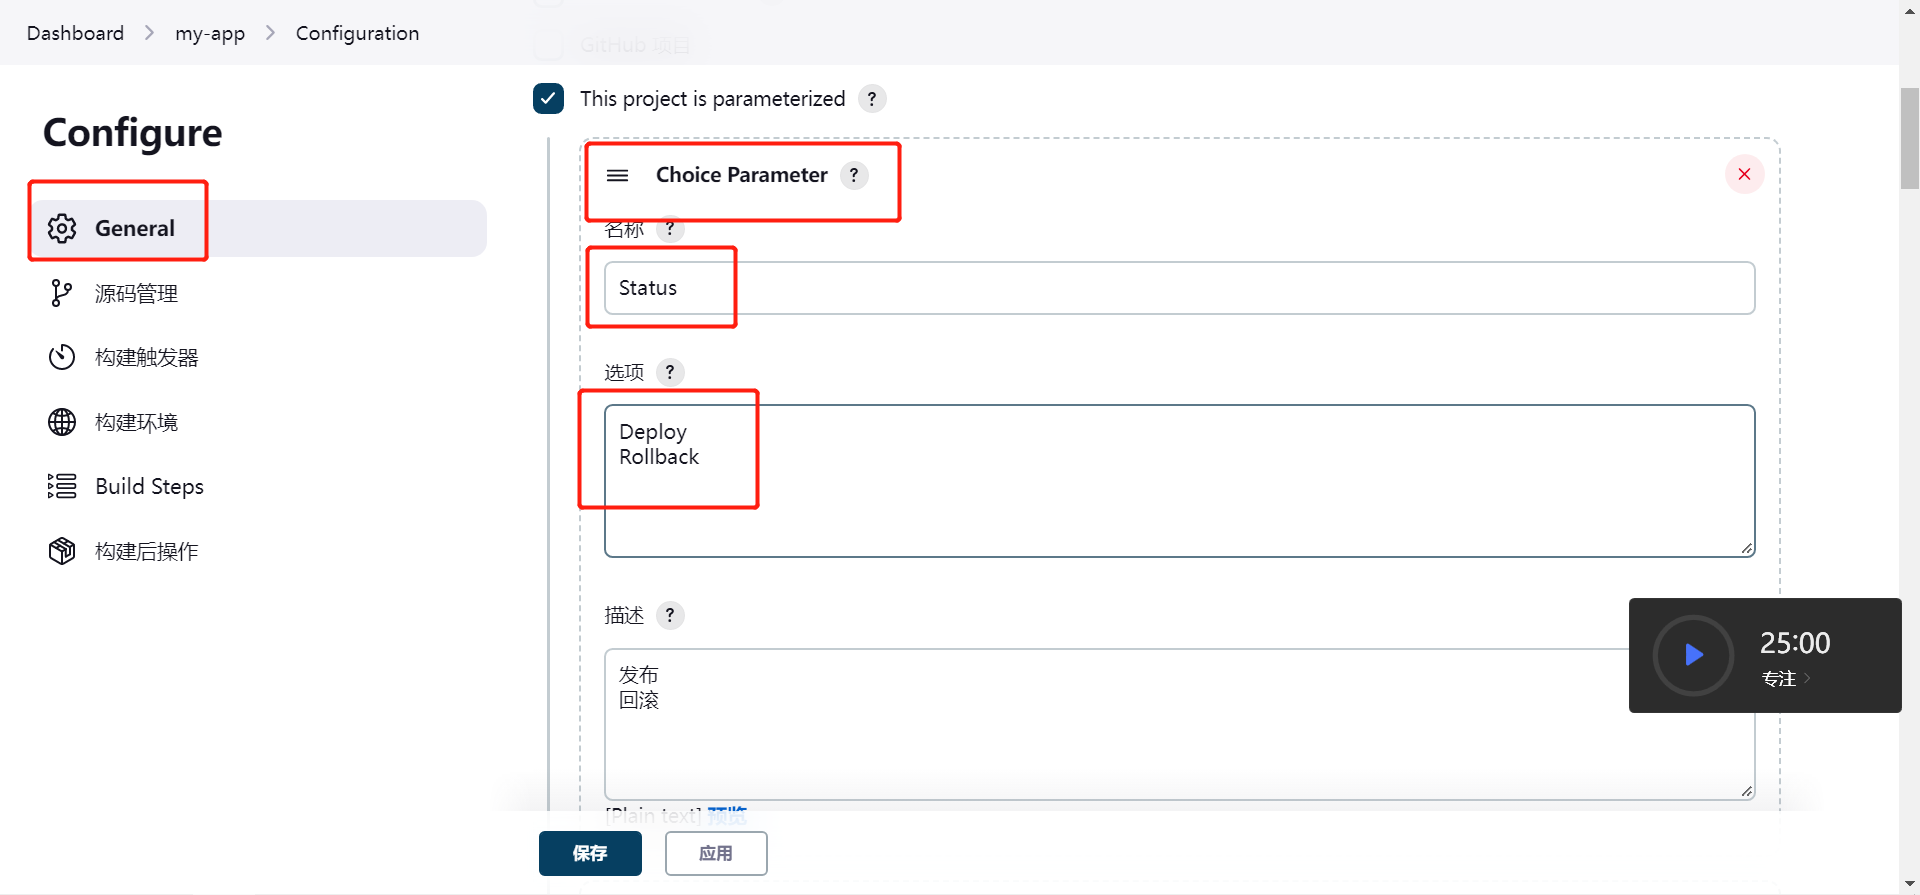 Dashboard > my-app > Configuration
GitHub 项目
This project is parameterized ?
Configure
General
源码管理
构建触发器
构建环境
Build Steps
构建后操作
Choice Parameter ?
名称 ?
Status
选项 ?
Deploy
Rollback
描述 ?
发布
回滚
[Plain text] 预览
保存
应用
25:00
专注 >